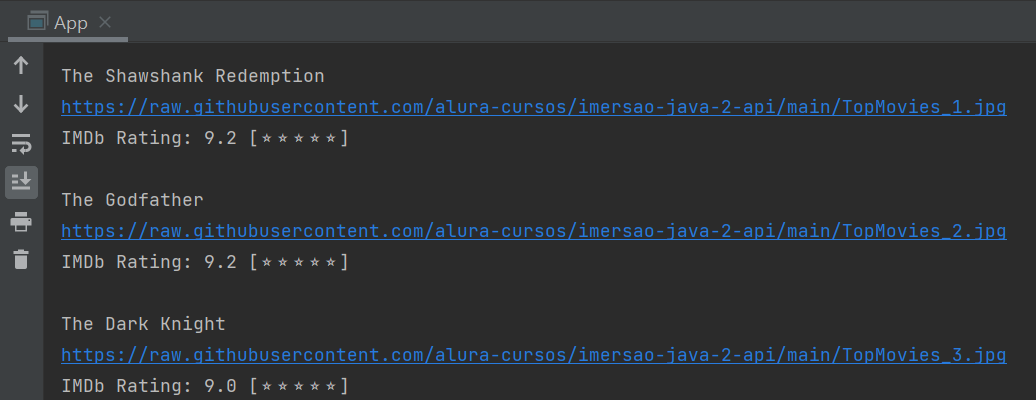 App
The Shawshank Redemption
https://raw.githubusercontent.com/alura-cursos/imersao-java-2-api/main/TopMovies_1.jpg
IMDb Rating: 9.2 [⭐⭐⭐⭐⭐]
The Godfather
https://raw.githubusercontent.com/alura-cursos/imersao-java-2-api/main/TopMovies_2.jpg
IMDb Rating: 9.2 [⭐⭐⭐⭐⭐]
The Dark Knight
https://raw.githubusercontent.com/alura-cursos/imersao-java-2-api/main/TopMovies_3.jpg
IMDb Rating: 9.0 [⭐⭐⭐⭐⭐]